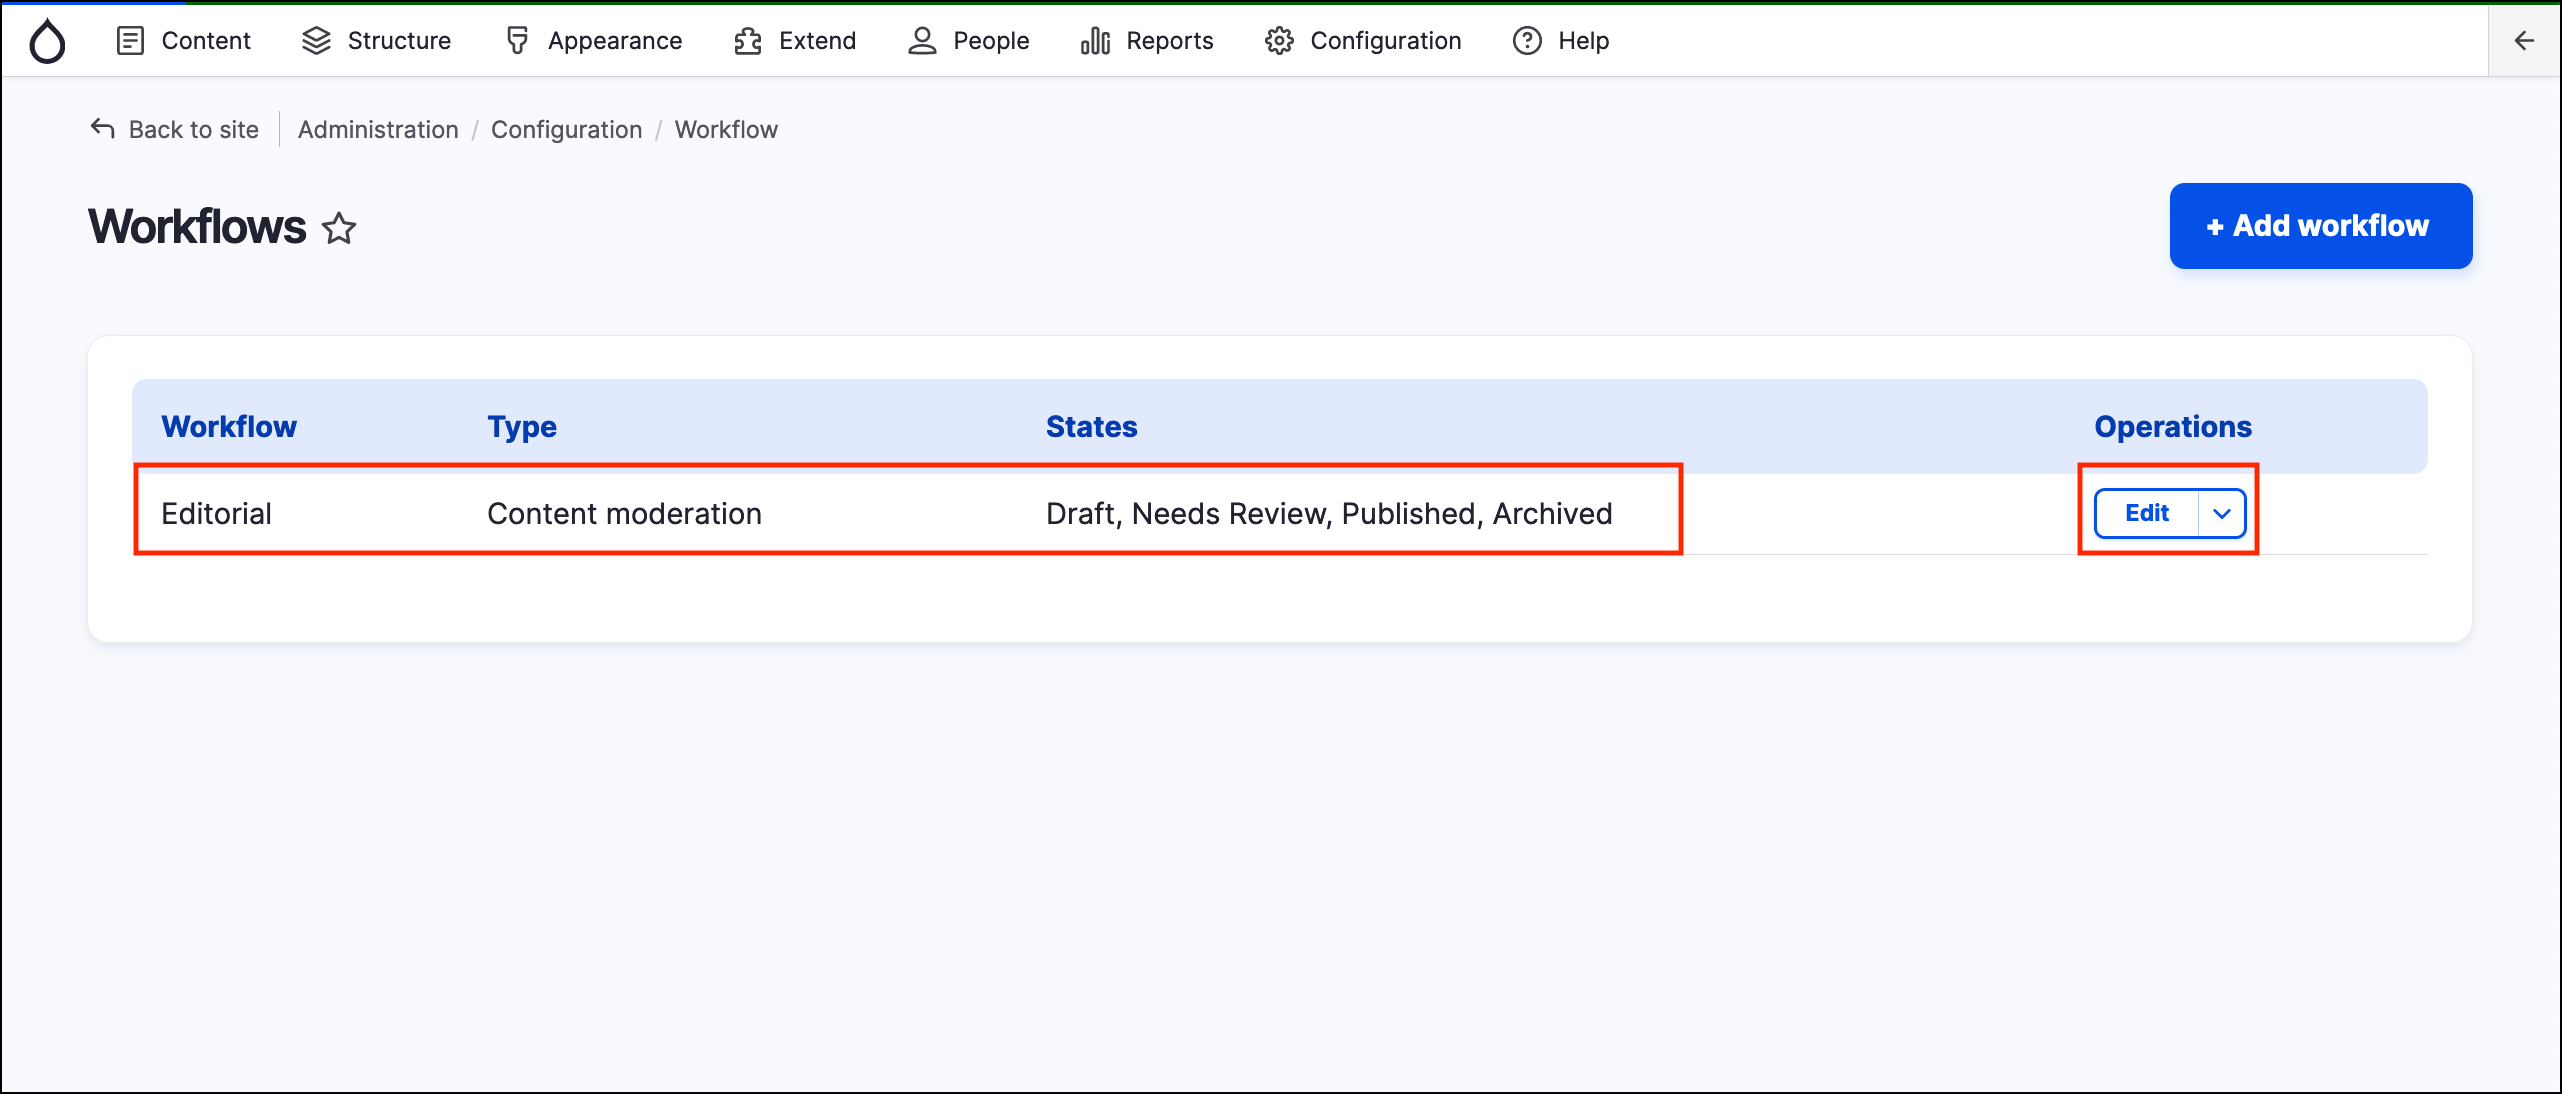 Content Structure Appearance Extend People Reports Configuration Help
Back to site Administration / Configuration / Workflow
Workflows
+ Add workflow
Workflow Type States Operations
Editorial Content moderation Draft, Needs Review, Published, Archived Edit